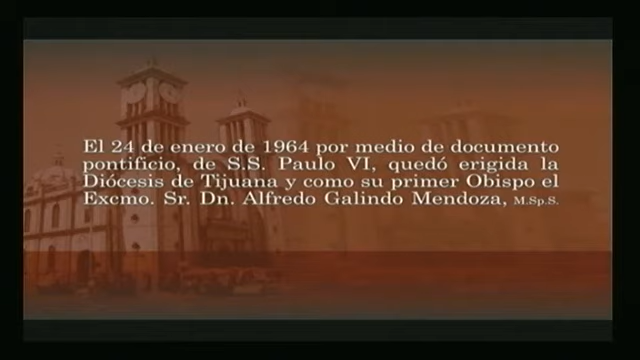 El 24 de enero de 1964 por medio de documento
pontificio, de S.S. Paulo VI, quedó erigida la
Diócesis de Tijuana y como su primer Obispo el
Excmo. Sr. Dn. Alfredo Galindo Mendoza, M.Sp.S.